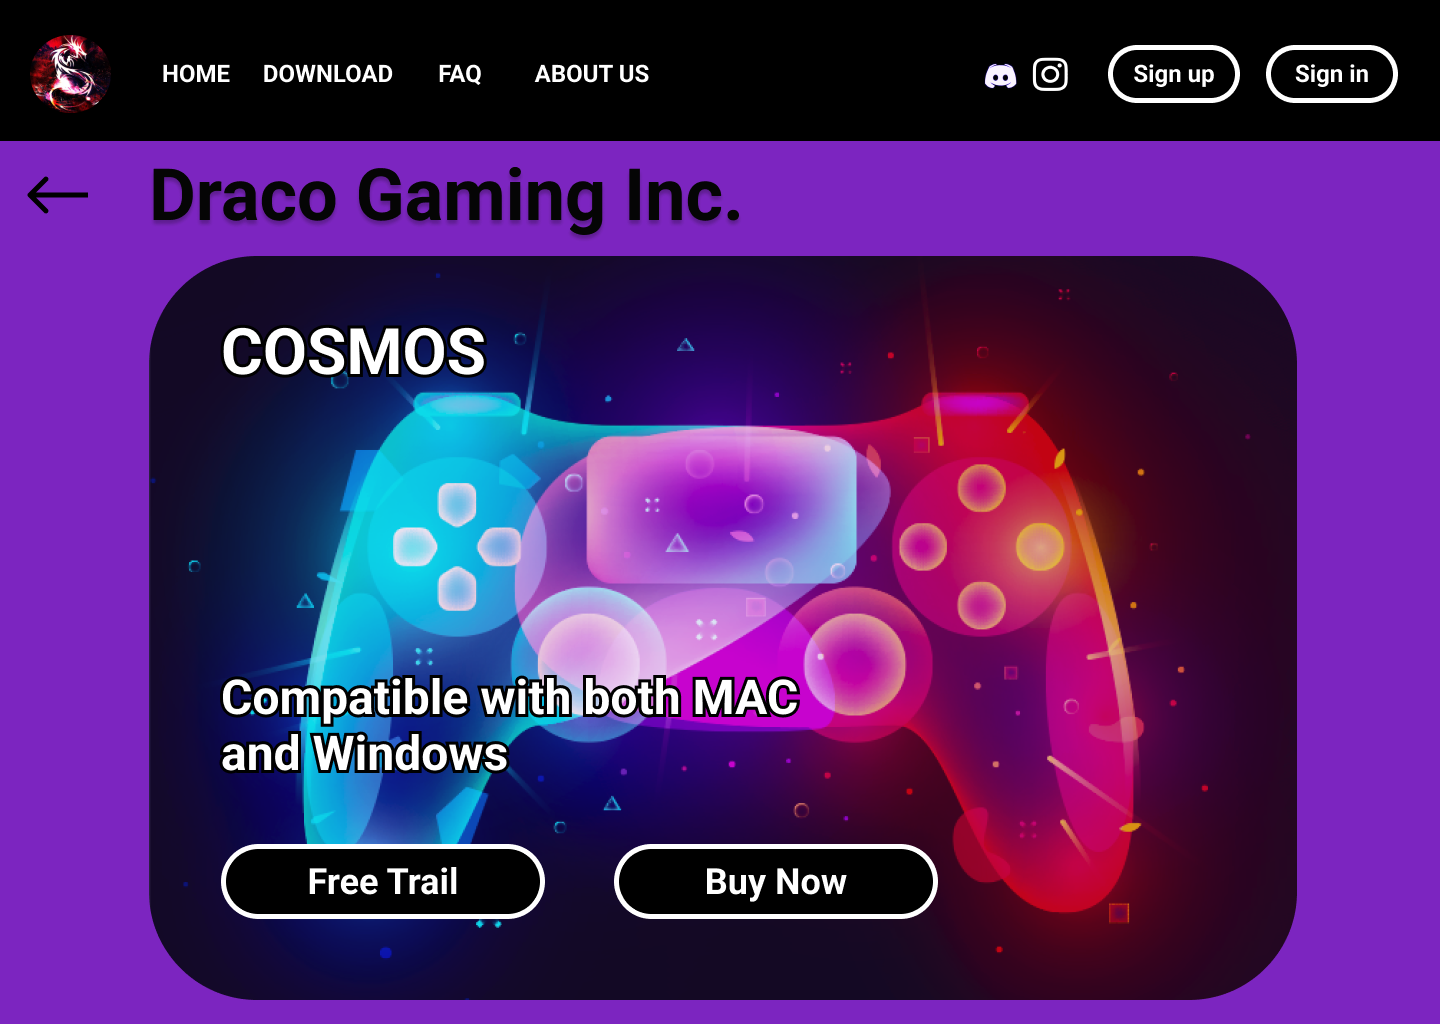 HOME DOWNLOAD FAQ ABOUT US Sign up Sign in
Draco Gaming Inc.
COSMOS
Compatible with both MAC
and Windows
Free Trail Buy Now